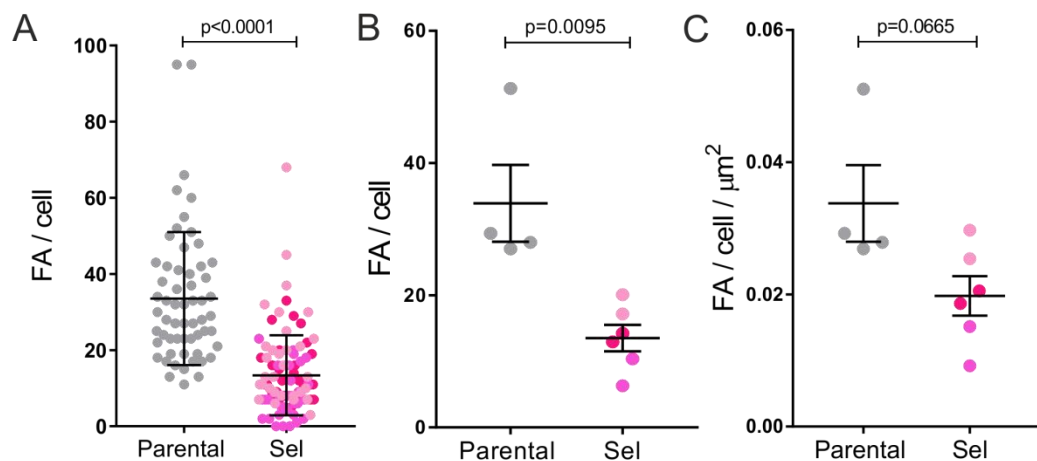 A
p<0.0001
FA / cell
100
80
60
40
20
0
Parental
Sel
B
p=0.0095
FA / cell
60
40
20
0
Parental
Sel
C
p=0.0665
FA / cell / μm²
0.06
0.04
0.02
0.00
Parental
Sel